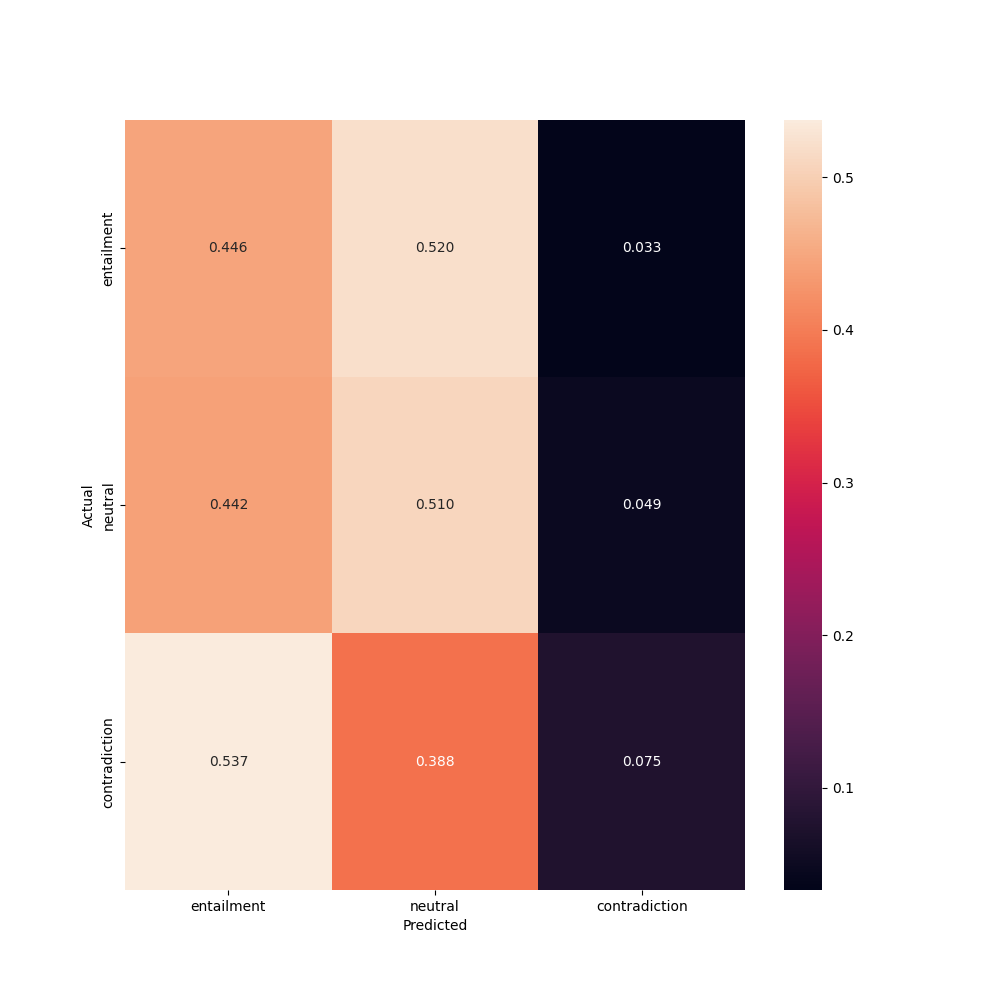 entailment
0.446
0.520
0.033
0.5
0.4
Actual
neutral
0.442
0.510
0.049
0.3
0.2
contradiction
0.537
0.388
0.075
0.1
entailment
neutral
contradiction
Predicted